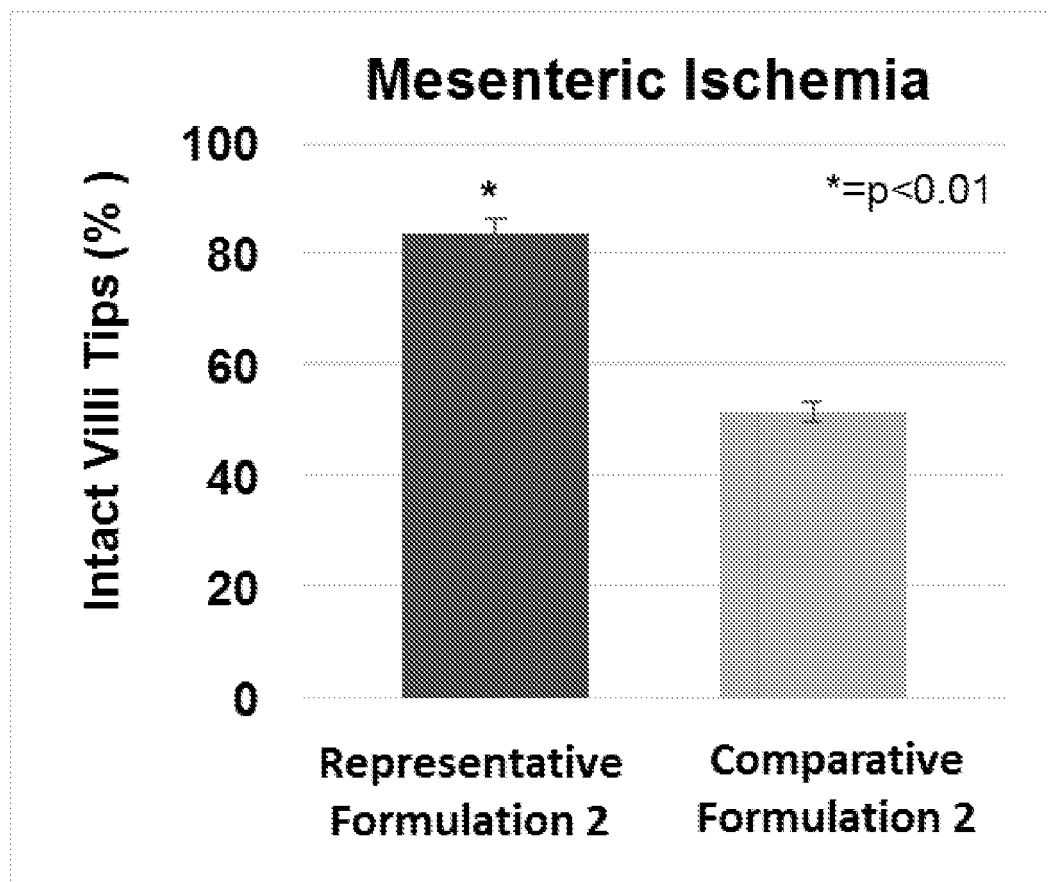 Mesenteric Ischemia
Intact Villi Tips (% )
100
80
60
40
20
0
*
*=p<0.01
Representative
Formulation 2
Comparative
Formulation 2